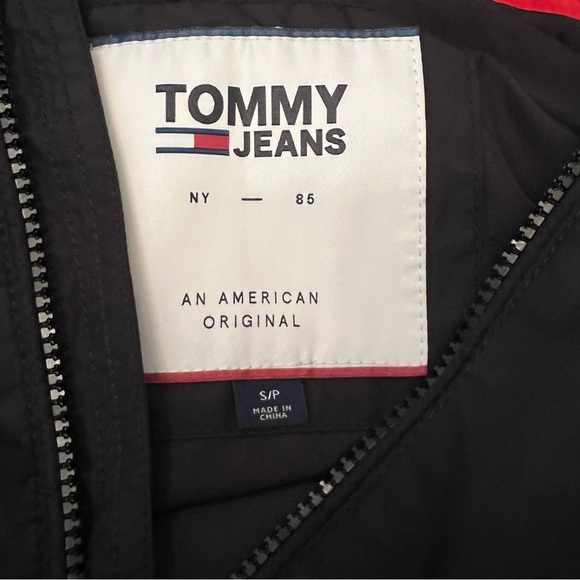 TOMMY
JEANS
NY — 85
AN AMERICAN
ORIGINAL
S/P
MADE IN
CHINA